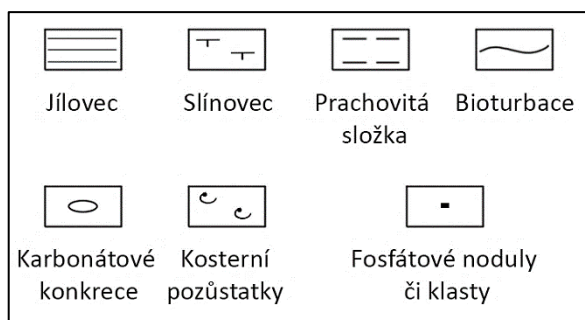 Jílovec
Slínovec
Prachovitá
složka
Bioturbace
Karbonátové
konkrece
Kosterní
pozůstatky
Fosfátové noduly
či klasty